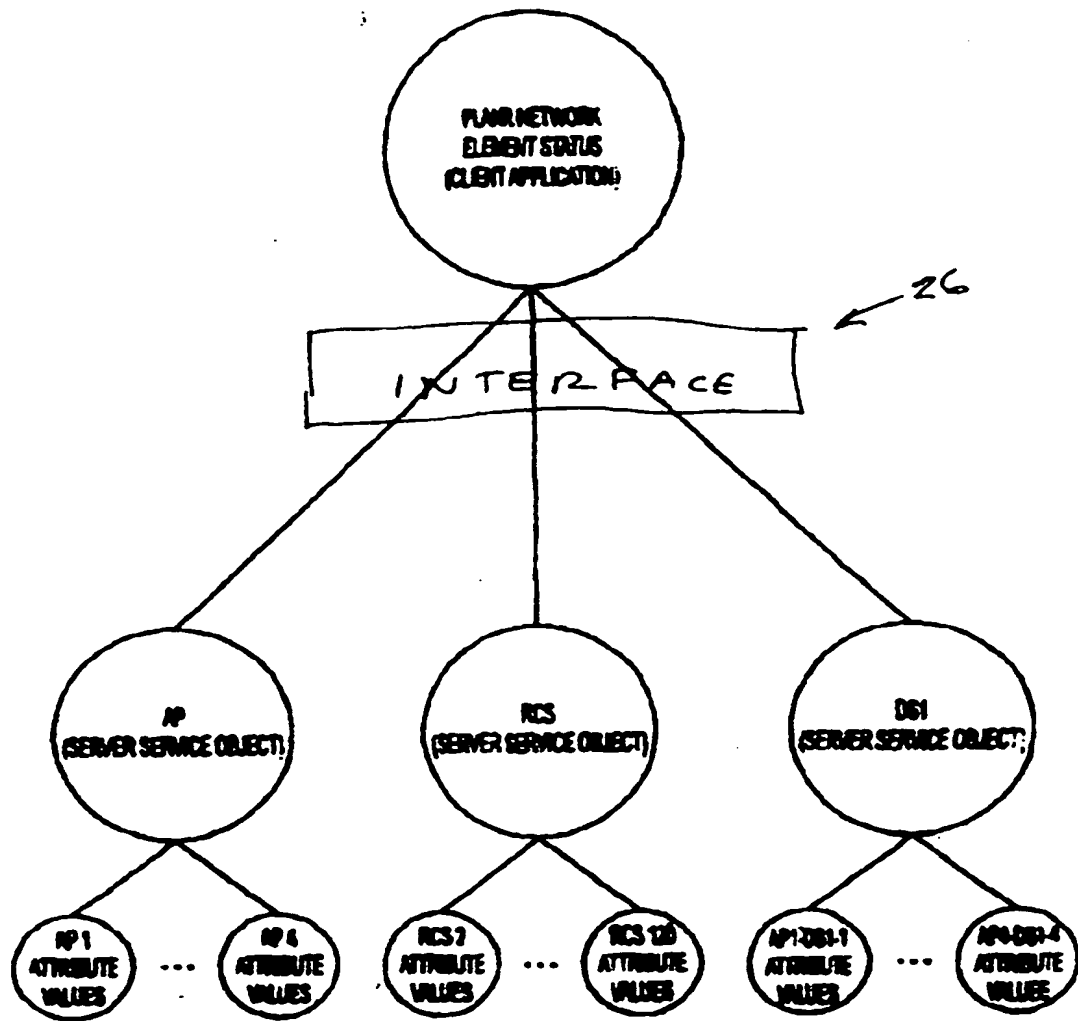 FLAMR NETWORK
ELEMENT STATUS
(CLIENT APPLICATION)
26
INTERFACE
AP
(SERVER SERVICE OBJECT)
RCS
(SERVER SERVICE OBJECT)
DS1
(SERVER SERVICE OBJECT)
AP 1
ATTRIBUTE
VALUES
...
AP 4
ATTRIBUTE
VALUES
RCS 2
ATTRIBUTE
VALUES
...
RCS 120
ATTRIBUTE
VALUES
AP1-DS1-1
ATTRIBUTE
VALUES
...
AP4-DS1-4
ATTRIBUTE
VALUEE